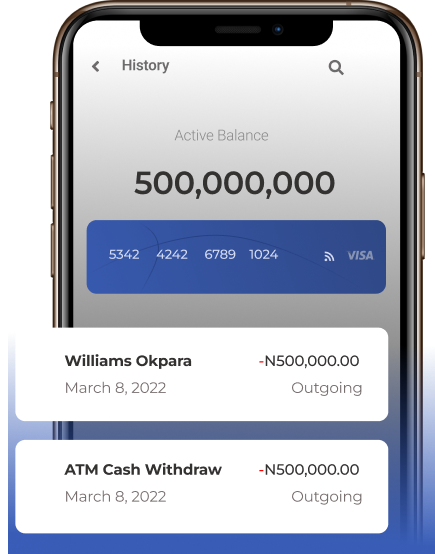 History
Active Balance
500,000,000
5342 4242 6789 1024 VISA
Williams Okpara -N500,000.00
March 8, 2022 Outgoing
ATM Cash Withdraw -N500,000.00
March 8, 2022 Outgoing